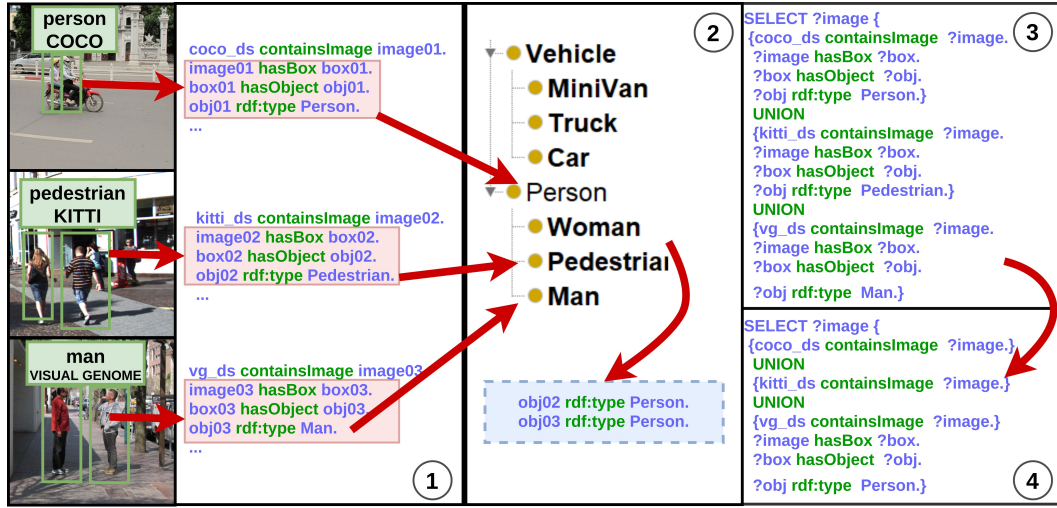 person
COCO
pedestrian
KITTI
man
VISUAL GENOME
coco_ds containsImage image01.
image01 hasBox box01.
box01 hasObject obj01.
obj01 rdf:type Person.
...
kitti_ds containsImage image02.
image02 hasBox box02.
box02 hasObject obj02.
obj02 rdf:type Pedestrian.
...
vg_ds containsImage image03
image03 hasBox box03.
box03 hasObject obj03.
obj03 rdf:type Man.
...
1
2
Vehicle
MiniVan
Truck
Car
Person
Woman
Pedestrian
Man
obj02 rdf:type Person.
obj03 rdf:type Person.
SELECT ?image {
{coco_ds containsImage ?image.
?image hasBox ?box.
?box hasObject ?obj.
?obj rdf:type Person.}
UNION
{kitti_ds containsImage ?image.
?image hasBox ?box.
?box hasObject ?obj.
?obj rdf:type Pedestrian.}
UNION
{vg_ds containsImage ?image.
?image hasBox ?box.
?box hasObject ?obj.
?obj rdf:type Man.}
3
SELECT ?image {
{coco_ds containsImage ?image.}
UNION
{kitti_ds containsImage ?image.}
UNION
{vg_ds containsImage ?image.}
?image hasBox ?box.
?box hasObject ?obj.
?obj rdf:type Person.}
4